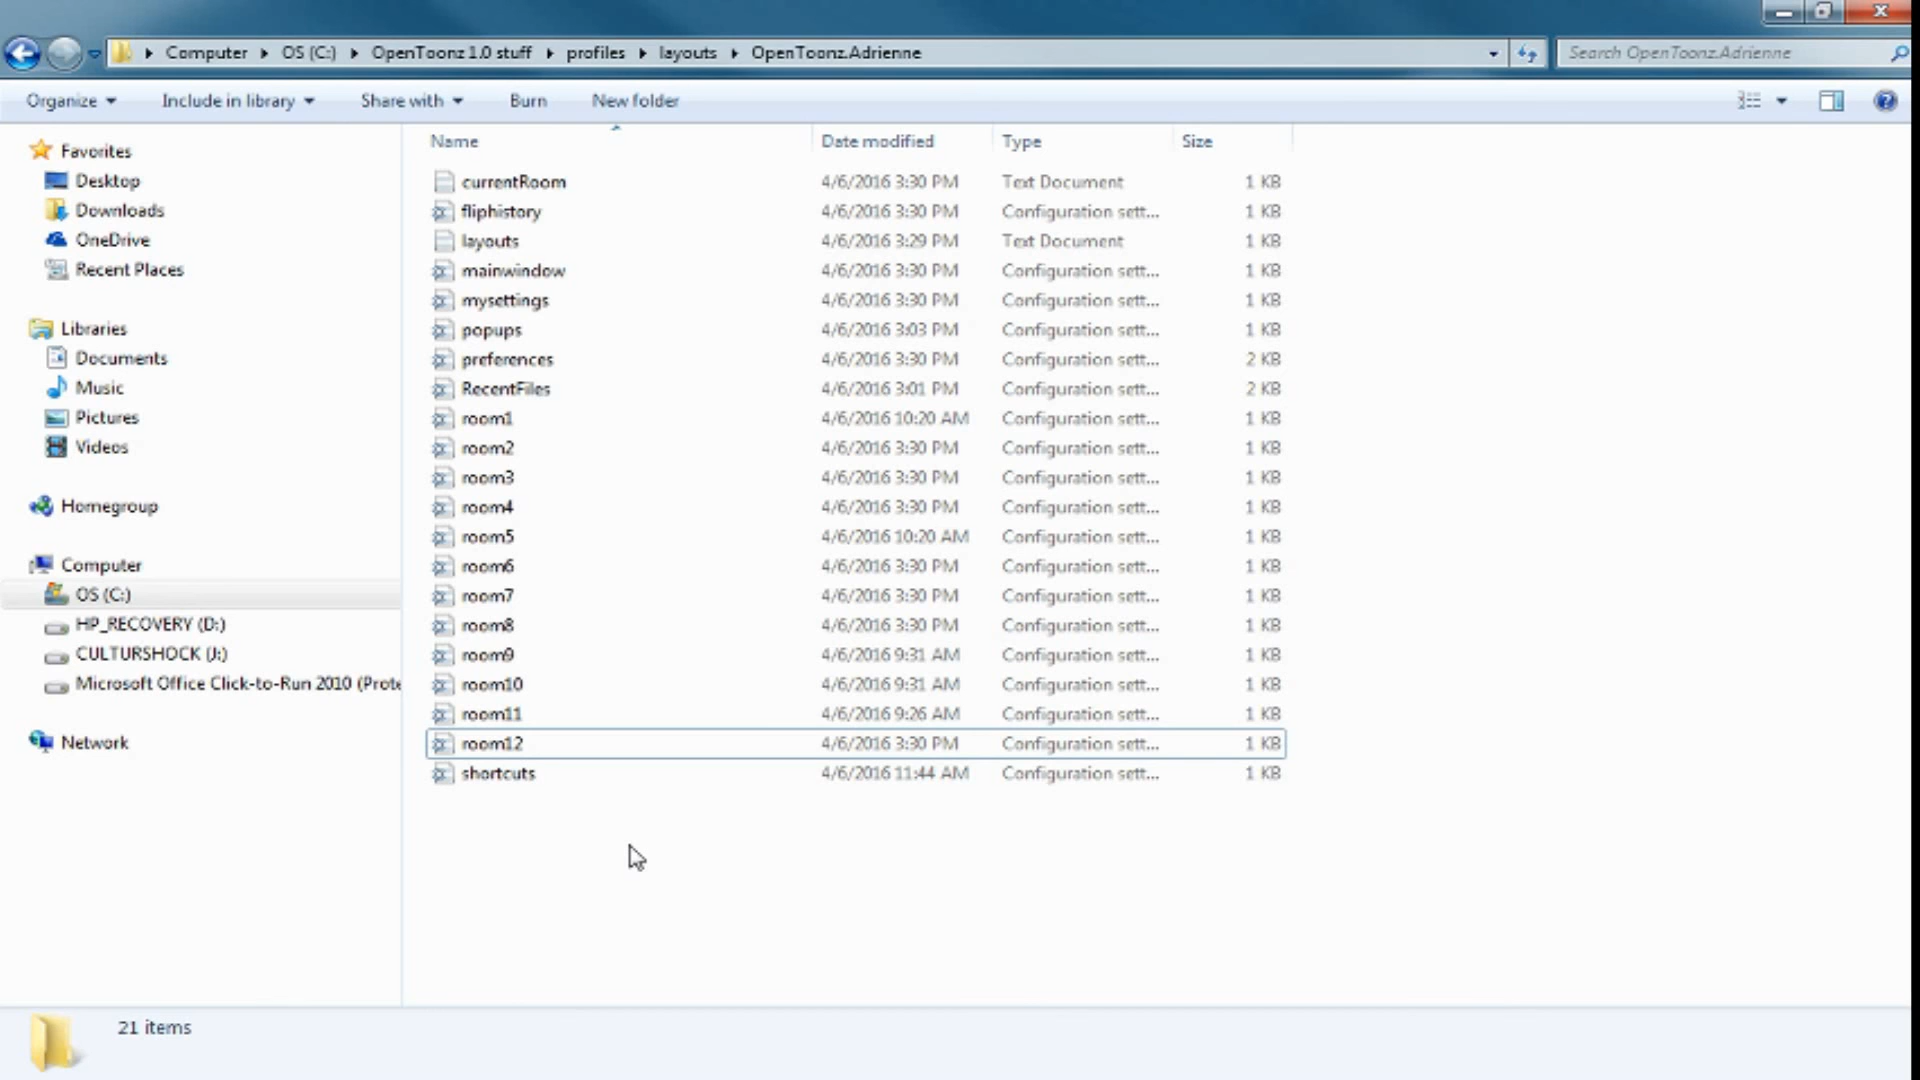 Computer OS (C:) OpenToonz 1.0 stuff profiles layouts OpenToonz.Adrienne Search OpenToonz.Adrienne
Organize Include in library Share with Burn New folder
Favorites
Desktop
Downloads
OneDrive
Recent Places
Libraries
Documents
Music
Pictures
Videos
Homegroup
Computer
OS (C:)
HP_RECOVERY (D:)
CULTURSHOCK (J:)
Microsoft Office Click-to-Run 2010 (Prote
Network
Name Date modified Type Size
currentRoom 4/6/2016 3:30 PM Text Document 1 KB
fliphistory 4/6/2016 3:30 PM Configuration sett... 1 KB
layouts 4/6/2016 3:29 PM Text Document 1 KB
mainwindow 4/6/2016 3:30 PM Configuration sett... 1 KB
mysettings 4/6/2016 3:30 PM Configuration sett... 1 KB
popups 4/6/2016 3:03 PM Configuration sett... 1 KB
preferences 4/6/2016 3:30 PM Configuration sett... 2 KB
RecentFiles 4/6/2016 3:01 PM Configuration sett... 2 KB
room1 4/6/2016 10:20 AM Configuration sett... 1 KB
room2 4/6/2016 3:30 PM Configuration sett... 1 KB
room3 4/6/2016 3:30 PM Configuration sett... 1 KB
room4 4/6/2016 3:30 PM Configuration sett... 1 KB
room5 4/6/2016 10:20 AM Configuration sett... 1 KB
room6 4/6/2016 3:30 PM Configuration sett... 1 KB
room7 4/6/2016 3:30 PM Configuration sett... 1 KB
room8 4/6/2016 3:30 PM Configuration sett... 1 KB
room9 4/6/2016 9:31 AM Configuration sett... 1 KB
room10 4/6/2016 9:31 AM Configuration sett... 1 KB
room11 4/6/2016 9:26 AM Configuration sett... 1 KB
room12 4/6/2016 3:30 PM Configuration sett... 1 KB
shortcuts 4/6/2016 11:44 AM Configuration sett... 1 KB
21 items